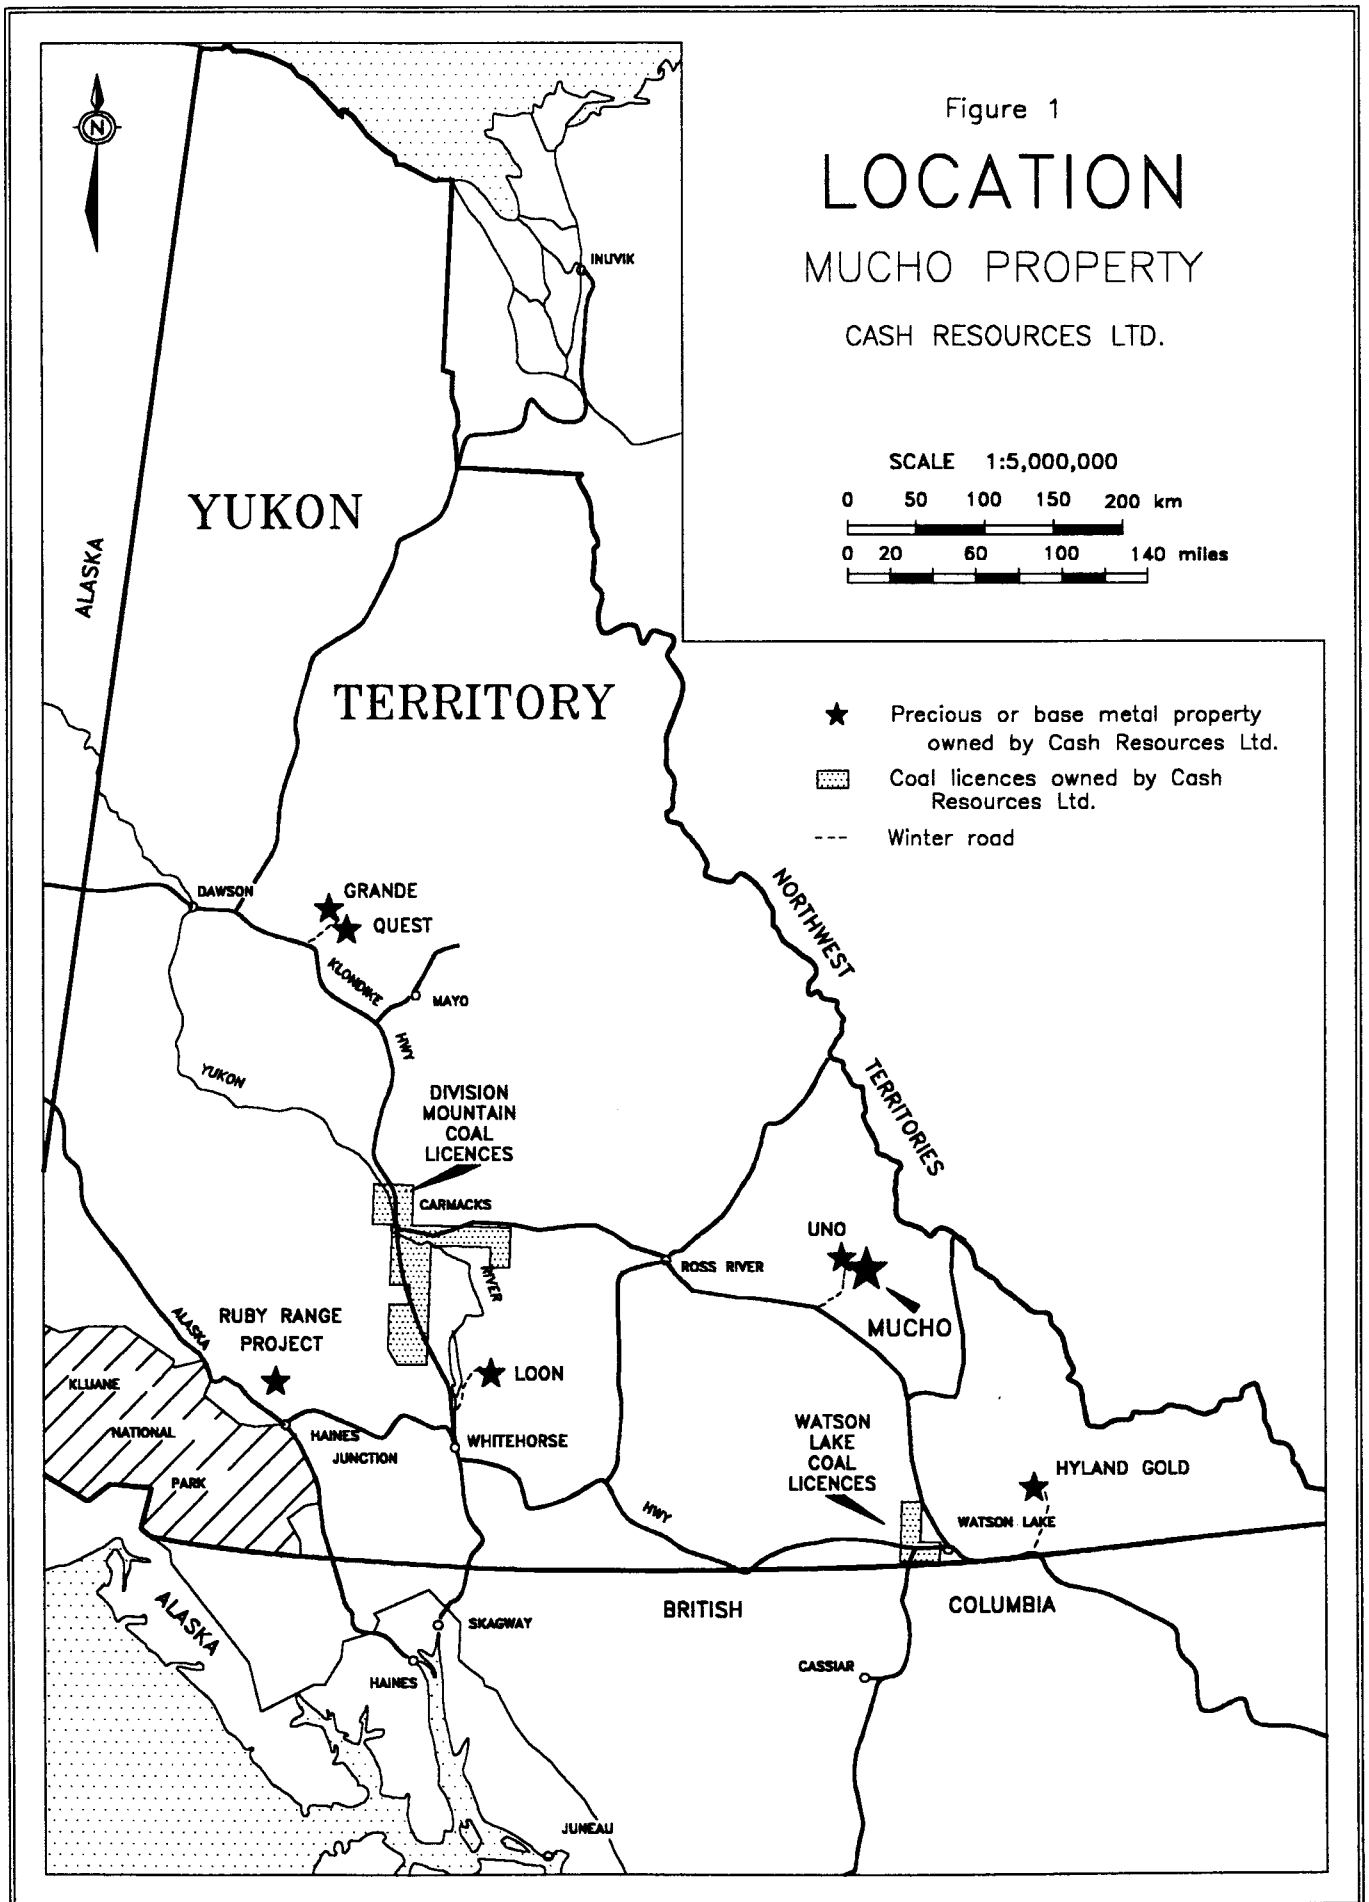 Figure 1
LOCATION
MUCHO PROPERTY
CASH RESOURCES LTD.
SCALE 1:5,000,000
0 50 100 150 200 km
0 20 60 100 140 miles
N
INUVIK
YUKON
ALASKA
TERRITORY
Precious or base metal property
owned by Cash Resources Ltd.
Coal licences owned by Cash
Resources Ltd.
Winter road
DAWSON
GRANDE
QUEST
NORTHWEST
KLONDIKE
MAYO
HWY
YUKON
TERRITORIES
DIVISION
MOUNTAIN
COAL
LICENCES
CARMACKS
UNO
ROSS RIVER
RIVER
MUCHO
ALASKA
RUBY RANGE
PROJECT
LOON
KLUANE
NATIONAL
PARK
HAINES
JUNCTION
WHITEHORSE
WATSON
LAKE
COAL
LICENCES
HYLAND GOLD
HWY
WATSON LAKE
BRITISH
COLUMBIA
ALASKA
SKAGWAY
CASSIAR
HAINES
JUNEAU